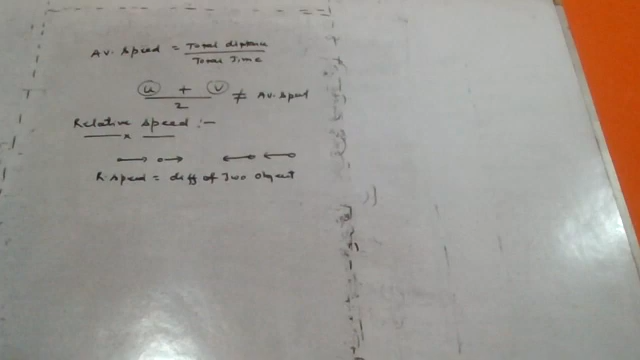 Av. Speed = Total distance / Total Time
u + v / 2 ≠ Av. Speed
Relative speed :-
R. Speed = diff of Two Object